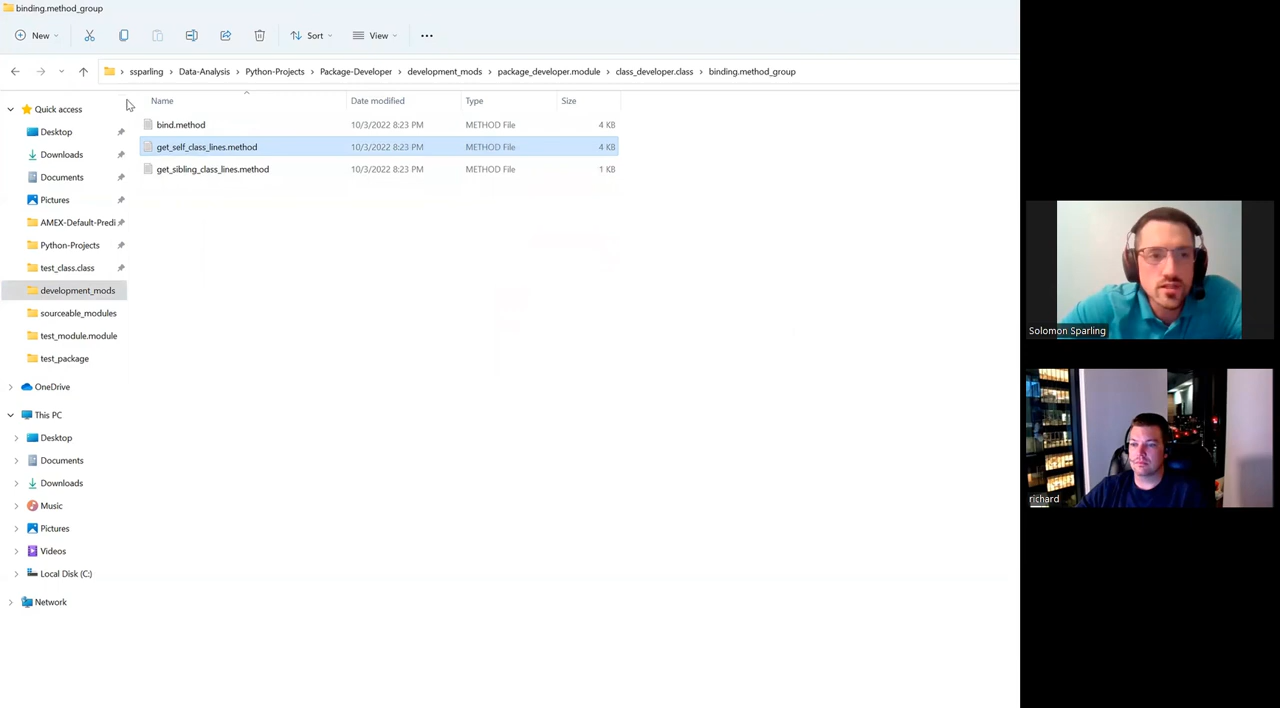 binding.method_group
New
Sort
View
ssparling > Data-Analysis > Python-Projects > Package-Developer > development_mods > package_developer.module > class_developer.class > binding.method_group
Name Date modified Type Size
bind.method 10/3/2022 8:23 PM METHOD File 4 KB
get_self_class_lines.method 10/3/2022 8:23 PM METHOD File 4 KB
get_sibling_class_lines.method 10/3/2022 8:23 PM METHOD File 1 KB
Quick access
Desktop
Downloads
Documents
Pictures
AMEX-Default-Predi
Python-Projects
test_class.class
development_mods
sourceable_modules
test_module.module
test_package
OneDrive
This PC
Desktop
Documents
Downloads
Music
Pictures
Videos
Local Disk (C:)
Network
Solomon Sparling
richard